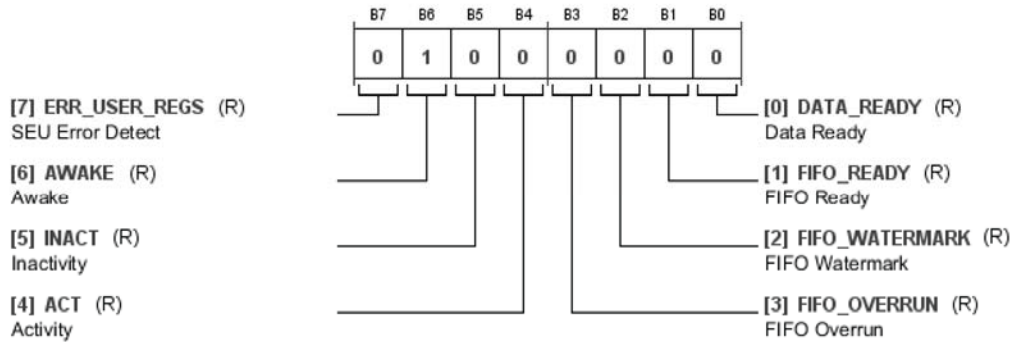 B7 B6 B5 B4 B3 B2 B1 B0
0 1 0 0 0 0 0 0
[7] ERR_USER_REGS (R)
SEU Error Detect
[6] AWAKE (R)
Awake
[5] INACT (R)
Inactivity
[4] ACT (R)
Activity
[0] DATA_READY (R)
Data Ready
[1] FIFO_READY (R)
FIFO Ready
[2] FIFO_WATERMARK (R)
FIFO Watermark
[3] FIFO_OVERRUN (R)
FIFO Overrun